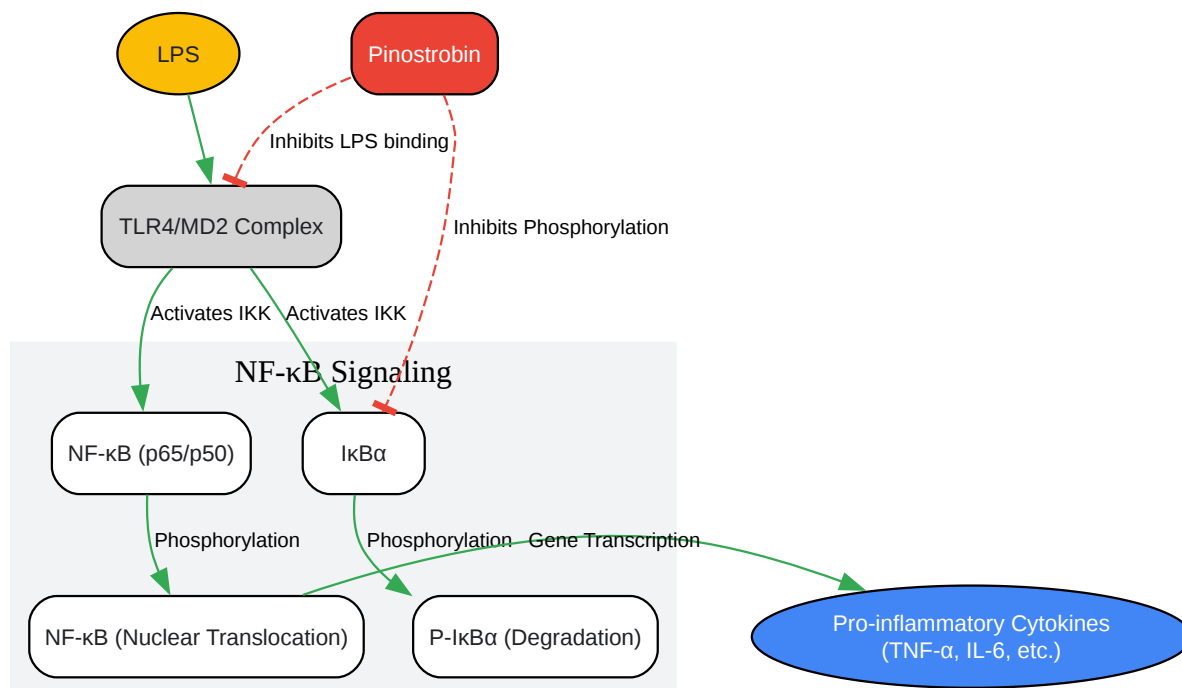 LPS
Pinostrobin
Inhibits LPS binding
TLR4/MD2 Complex
Inhibits Phosphorylation
Activates IKK
Activates IKK
NF-κB Signaling
NF-κB (p65/p50)
IκBα
Phosphorylation
Phosphorylation
Gene Transcription
NF-κB (Nuclear Translocation)
P-IκBα (Degradation)
Pro-inflammatory Cytokines
(TNF-α, IL-6, etc.)